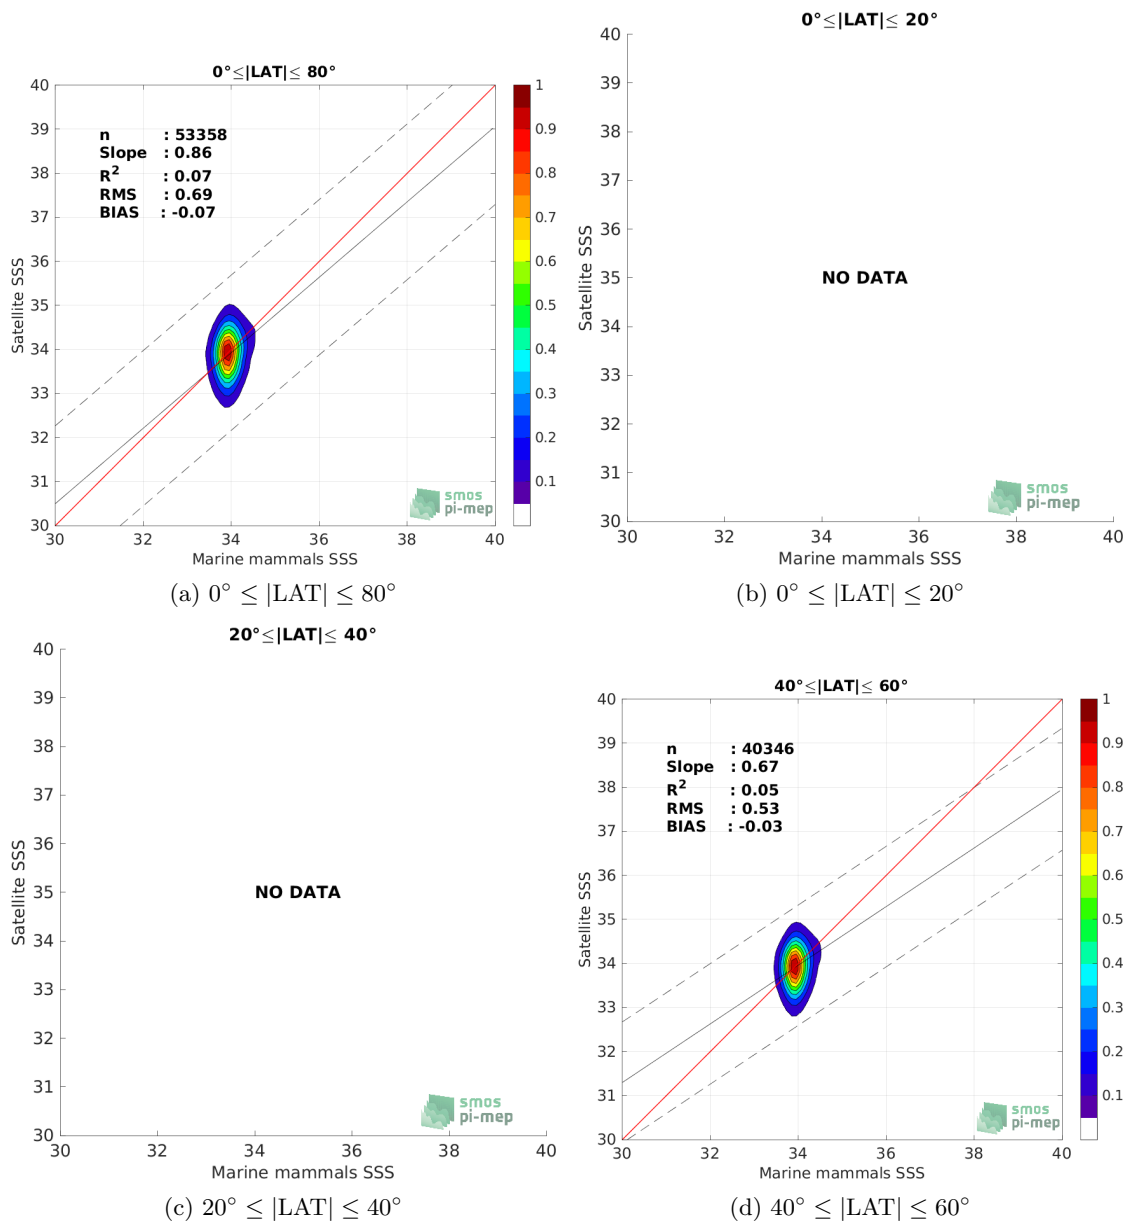 0°≤|LAT|≤ 80°
40
39
38
37
36
35
34
33
32
31
30
Satellite SSS
n : 53358
Slope : 0.86
R² : 0.07
RMS : 0.69
BIAS : -0.07
smos
pi-mep
30 32 34 36 38 40
Marine mammals SSS
1
0.9
0.8
0.7
0.6
0.5
0.4
0.3
0.2
0.1
(a) 0° ≤ |LAT| ≤ 80°
0°≤|LAT|≤ 20°
40
39
38
37
36
35
34
33
32
31
30
Satellite SSS
NO DATA
smos
pi-mep
30 32 34 36 38 40
Marine mammals SSS
(b) 0° ≤ |LAT| ≤ 20°
20°≤|LAT|≤ 40°
40
39
38
37
36
35
34
33
32
31
30
Satellite SSS
NO DATA
smos
pi-mep
30 32 34 36 38 40
Marine mammals SSS
(c) 20° ≤ |LAT| ≤ 40°
40°≤|LAT|≤ 60°
40
39
38
37
36
35
34
33
32
31
30
Satellite SSS
n : 40346
Slope : 0.67
R² : 0.05
RMS : 0.53
BIAS : -0.03
smos
pi-mep
30 32 34 36 38 40
Marine mammals SSS
1
0.9
0.8
0.7
0.6
0.5
0.4
0.3
0.2
0.1
(d) 40° ≤ |LAT| ≤ 60°